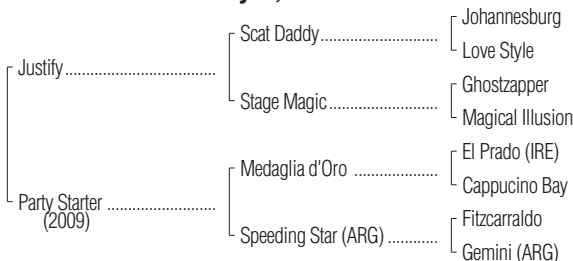 Johannesburg
Scat Daddy
Love Style
Justify
Ghostzapper
Stage Magic
Magical Illusion
El Prado (IRE)
Medaglia d'Oro
Cappucino Bay
Party Starter
(2009)
Fitzcarraldo
Speeding Star (ARG)
Gemini (ARG)